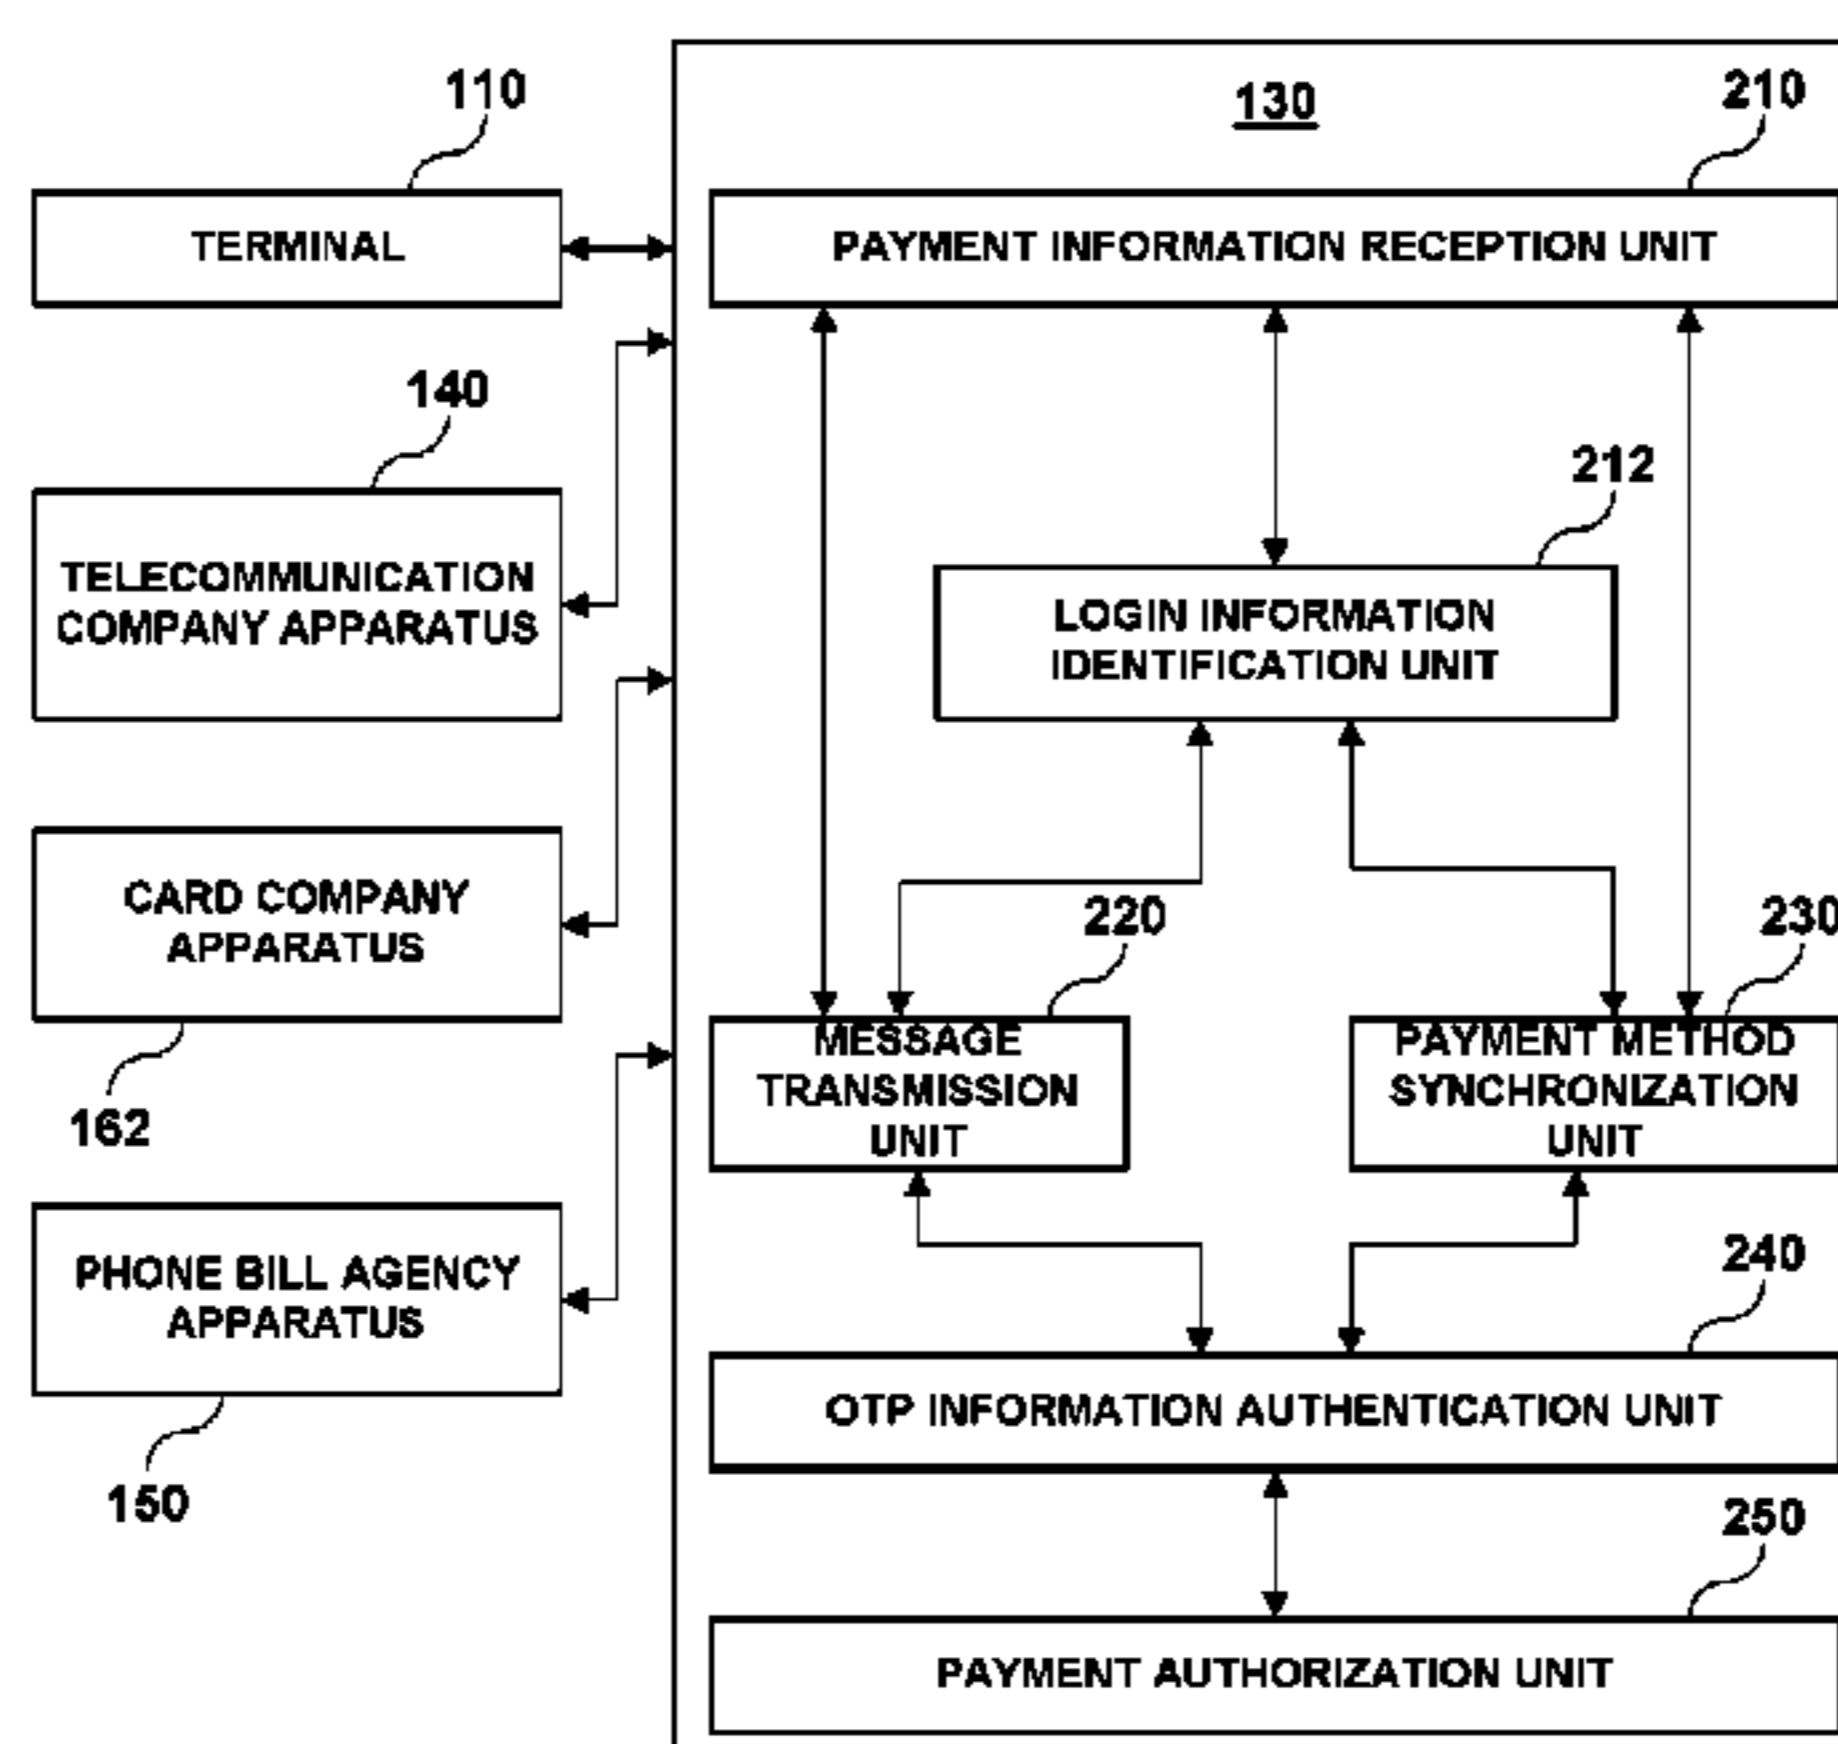 110
TERMINAL
140
TELECOMMUNICATION
COMPANY APPARATUS
CARD COMPANY
APPARATUS
162
PHONE BILL AGENCY
APPARATUS
150
130
210
PAYMENT INFORMATION RECEPTION UNIT
212
LOGIN INFORMATION
IDENTIFICATION UNIT
220
MESSAGE
TRANSMISSION
UNIT
230
PAYMENT METHOD
SYNCHRONIZATION
UNIT
240
OTP INFORMATION AUTHENTICATION UNIT
250
PAYMENT AUTHORIZATION UNIT